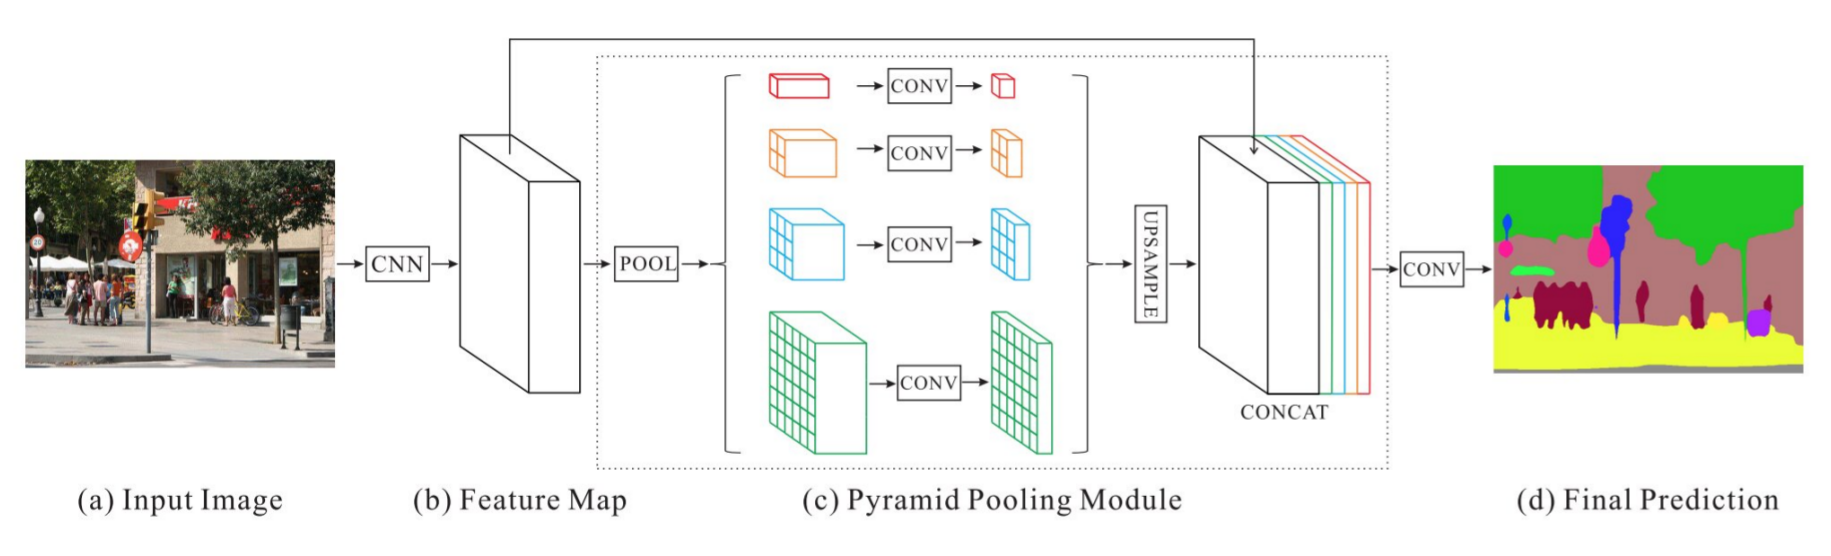 CONV
CONV
CONV
CONV
CNN
POOL
UPSAMPLE
CONCAT
CONV
(a) Input Image
(b) Feature Map
(c) Pyramid Pooling Module
(d) Final Prediction